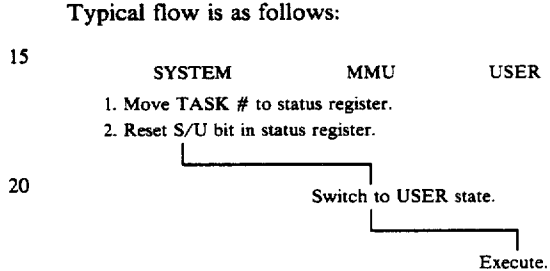 Typical flow is as follows:
15
SYSTEM MMU USER
1. Move TASK # to status register.
2. Reset S/U bit in status register.
20
Switch to USER state.
Execute.